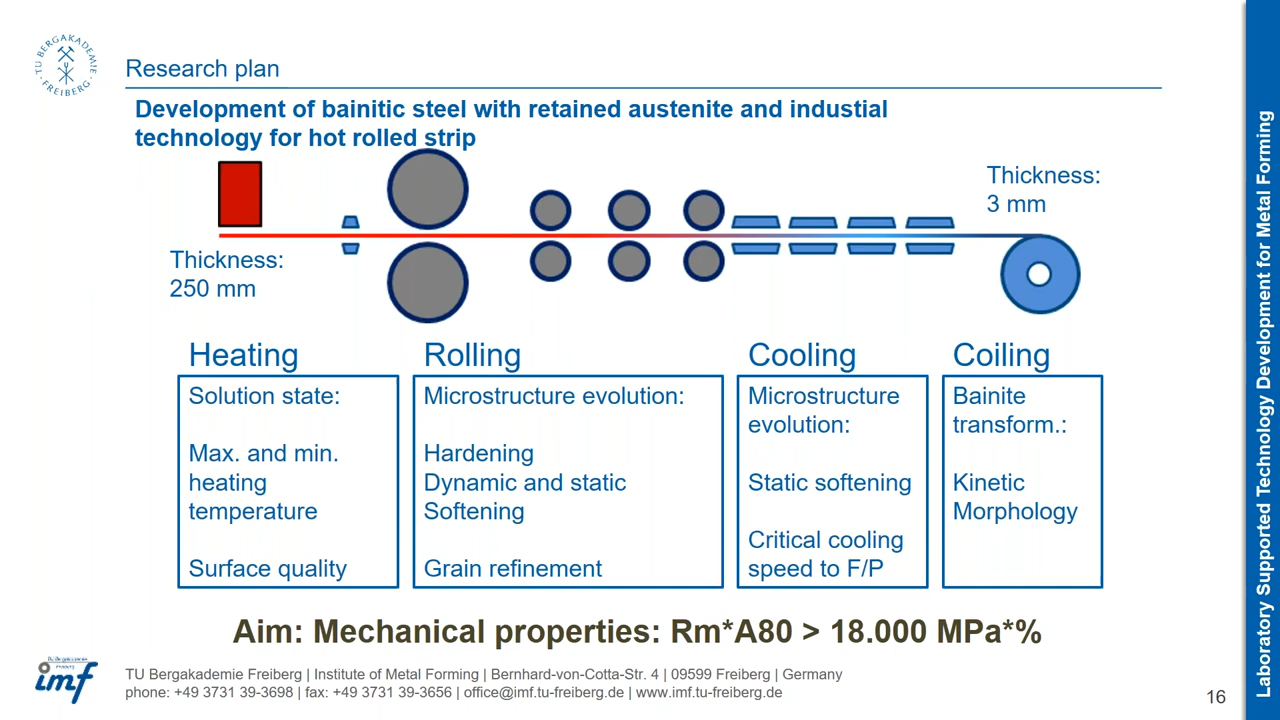 TU BERGAKADEMIE FREIBERG
Research plan
Development of bainitic steel with retained austenite and industial
technology for hot rolled strip
Thickness:
3 mm
Thickness:
250 mm
Heating
Solution state:
Max. and min.
heating
temperature
Surface quality
Rolling
Microstructure evolution:
Hardening
Dynamic and static
Softening
Grain refinement
Cooling
Microstructure
evolution:
Static softening
Critical cooling
speed to F/P
Coiling
Bainite
transform.:
Kinetic
Morphology
Aim: Mechanical properties: Rm*A80 > 18.000 MPa*%
TU Bergakademie Freiberg
imf
TU Bergakademie Freiberg | Institute of Metal Forming | Bernhard-von-Cotta-Str. 4 | 09599 Freiberg | Germany
phone: +49 3731 39-3698 | fax: +49 3731 39-3656 | office@imf.tu-freiberg.de | www.imf.tu-freiberg.de
16
Laboratory Supported Technology Development for Metal Forming